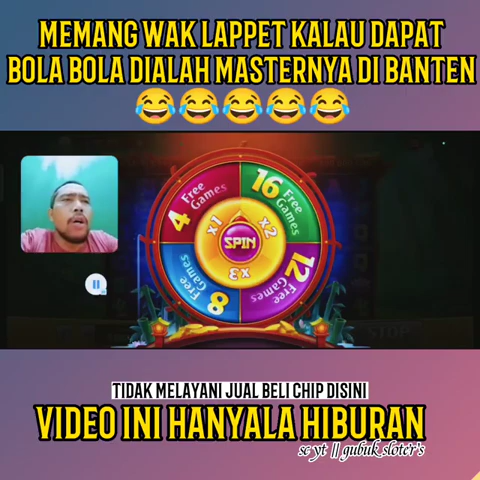 MEMANG WAK LAPPET KALAU DAPAT
BOLA BOLA DIALAH MASTERNYA DI BANTEN
4 Free Games
16 Free Games
x1
x2
SPIN
x3
8 Free Games
12 Free Games
TIDAK MELAYANI JUAL BELI CHIP DISINI
VIDEO INI HANYALA HIBURAN
sc yt || gubuk sloter's